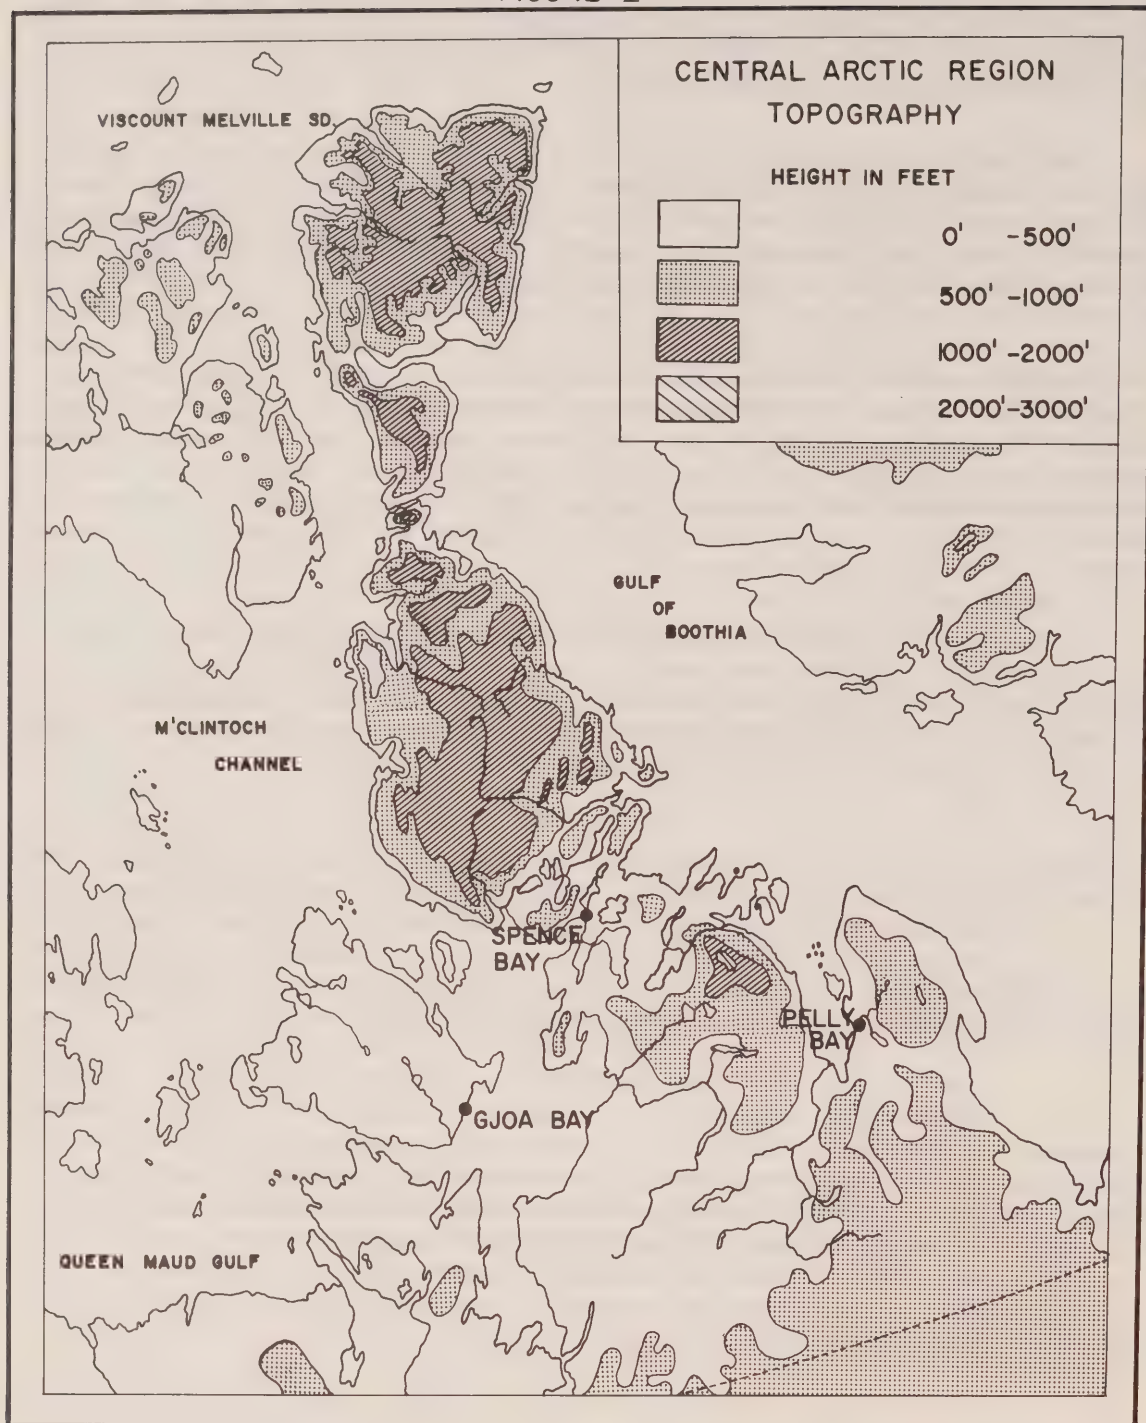 CENTRAL ARCTIC REGION
TOPOGRAPHY
HEIGHT IN FEET
0' -500'
500' -1000'
1000' -2000'
2000'-3000'
VISCOUNT MELVILLE SD.
GULF
OF
BOOTHIA
M'CLINTOCH
CHANNEL
SPENCE
BAY
PELLY
BAY
GJOA BAY
QUEEN MAUD GULF